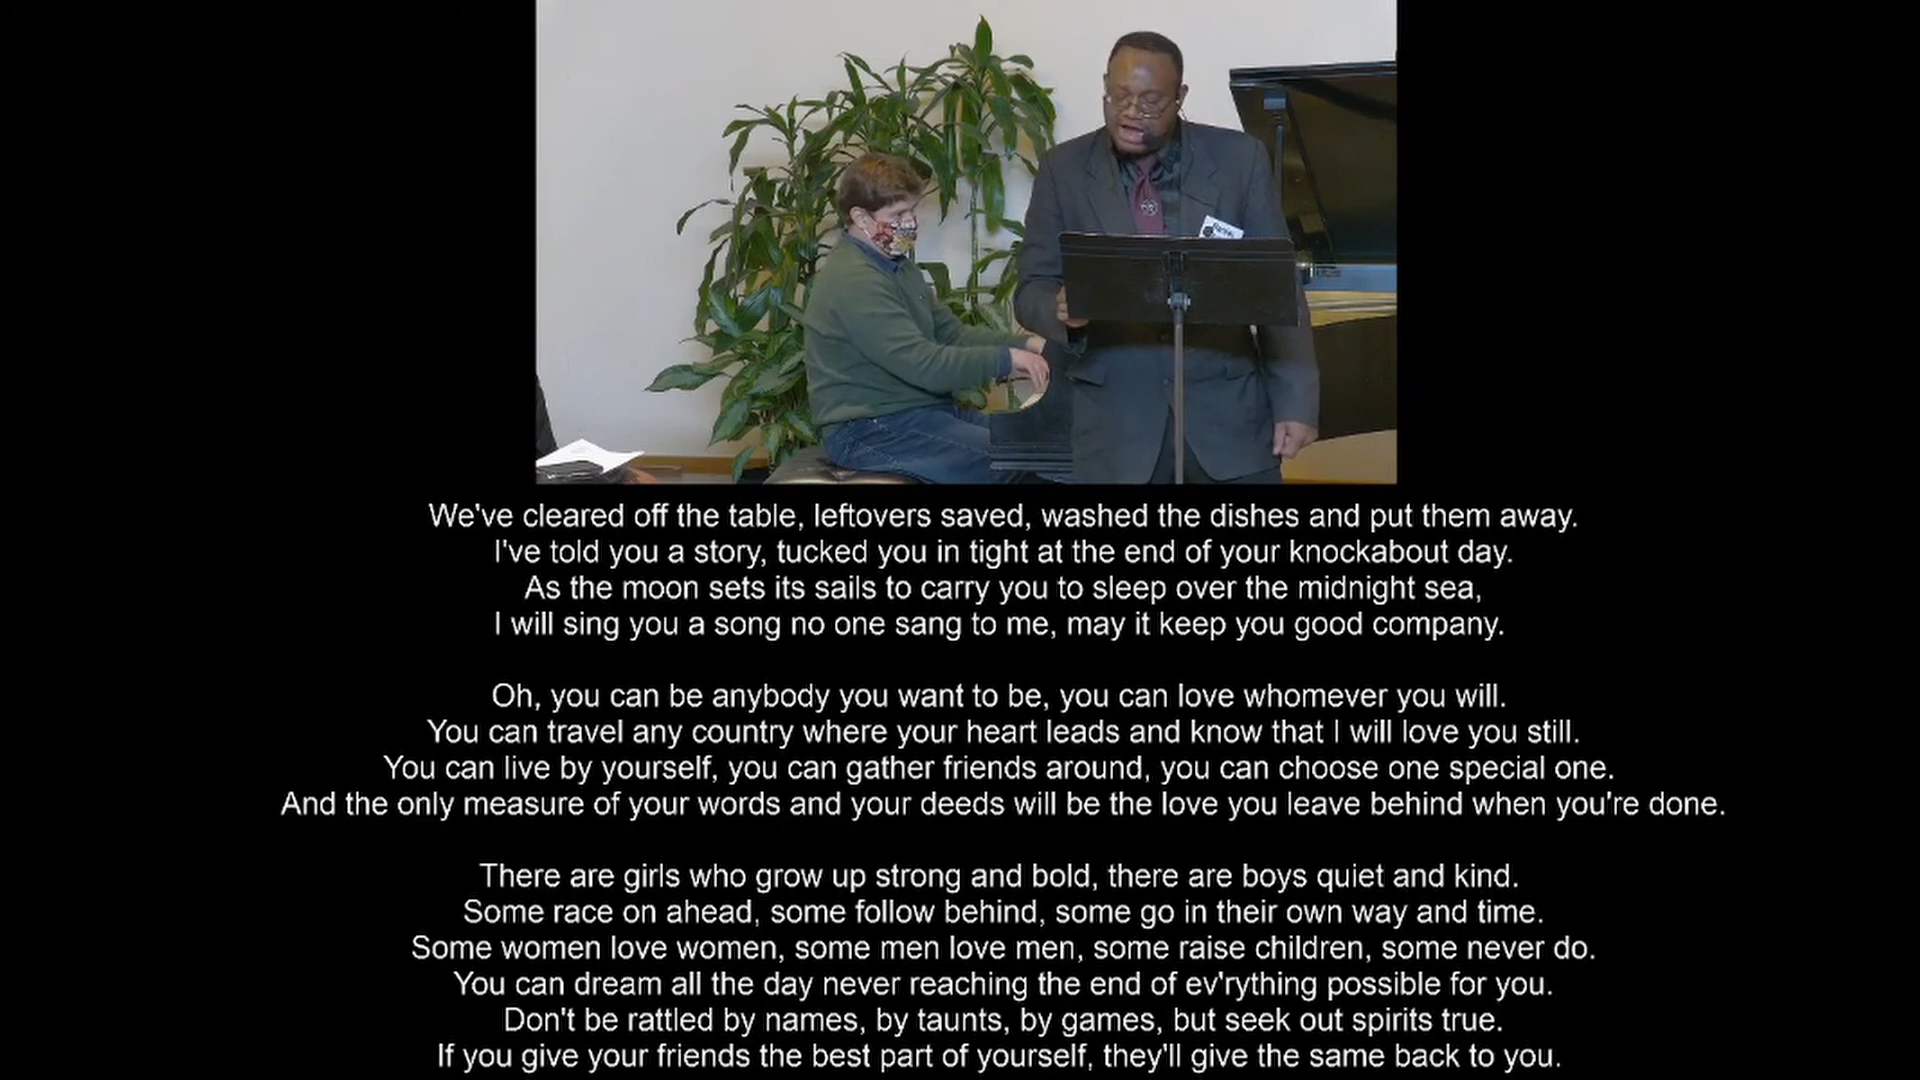 We've cleared off the table, leftovers saved, washed the dishes and put them away.
I've told you a story, tucked you in tight at the end of your knockabout day.
As the moon sets its sails to carry you to sleep over the midnight sea,
I will sing you a song no one sang to me, may it keep you good company.
Oh, you can be anybody you want to be, you can love whomever you will.
You can travel any country where your heart leads and know that I will love you still.
You can live by yourself, you can gather friends around, you can choose one special one.
And the only measure of your words and your deeds will be the love you leave behind when you're done.
There are girls who grow up strong and bold, there are boys quiet and kind.
Some race on ahead, some follow behind, some go in their own way and time.
Some women love women, some men love men, some raise children, some never do.
You can dream all the day never reaching the end of ev'rything possible for you.
Don't be rattled by names, by taunts, by games, but seek out spirits true.
If you give your friends the best part of yourself, they'll give the same back to you.